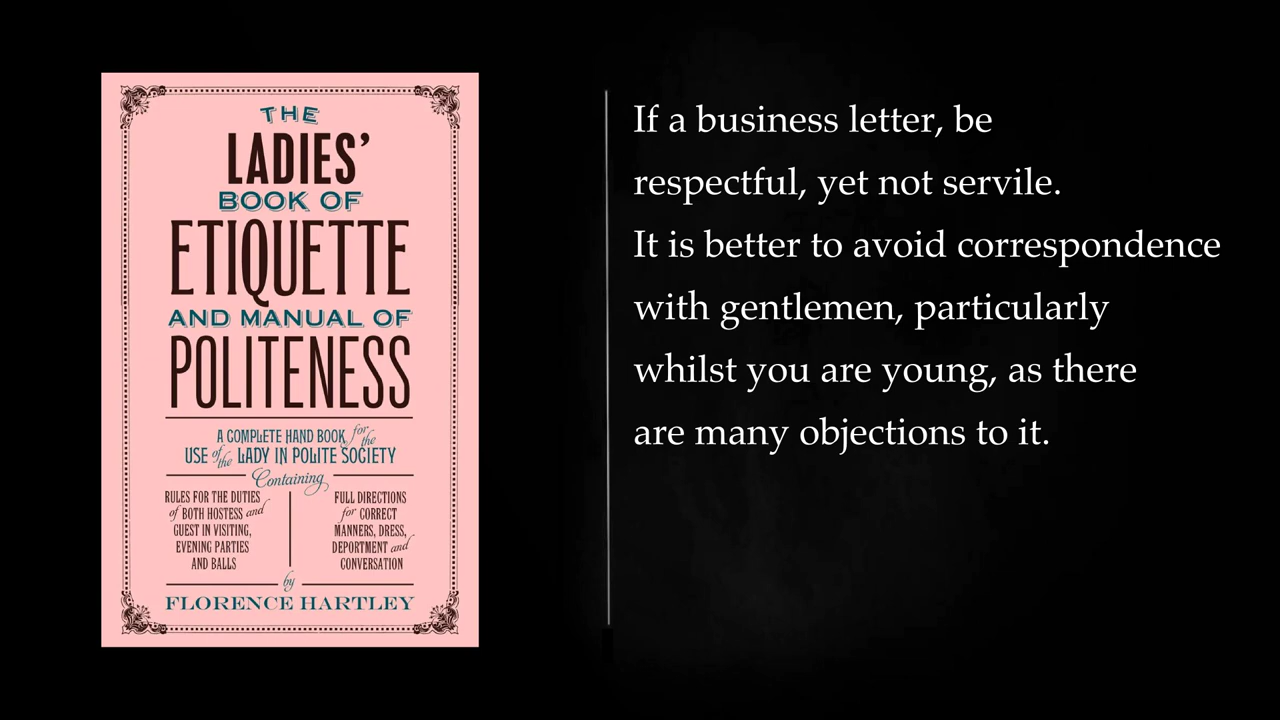 THE
LADIES'
BOOK OF
ETIQUETTE
AND MANUAL OF
POLITENESS
A COMPLETE HAND BOOK for the
USE of the LADY IN POLITE SOCIETY
Containing
RULES FOR THE DUTIES
of BOTH HOSTESS and
GUEST IN VISITING,
EVENING PARTIES
AND BALLS
FULL DIRECTIONS
for CORRECT
MANNERS, DRESS,
DEPORTMENT and
CONVERSATION
by
FLORENCE HARTLEY
If a business letter, be
respectful, yet not servile.
It is better to avoid correspondence
with gentlemen, particularly
whilst you are young, as there
are many objections to it.